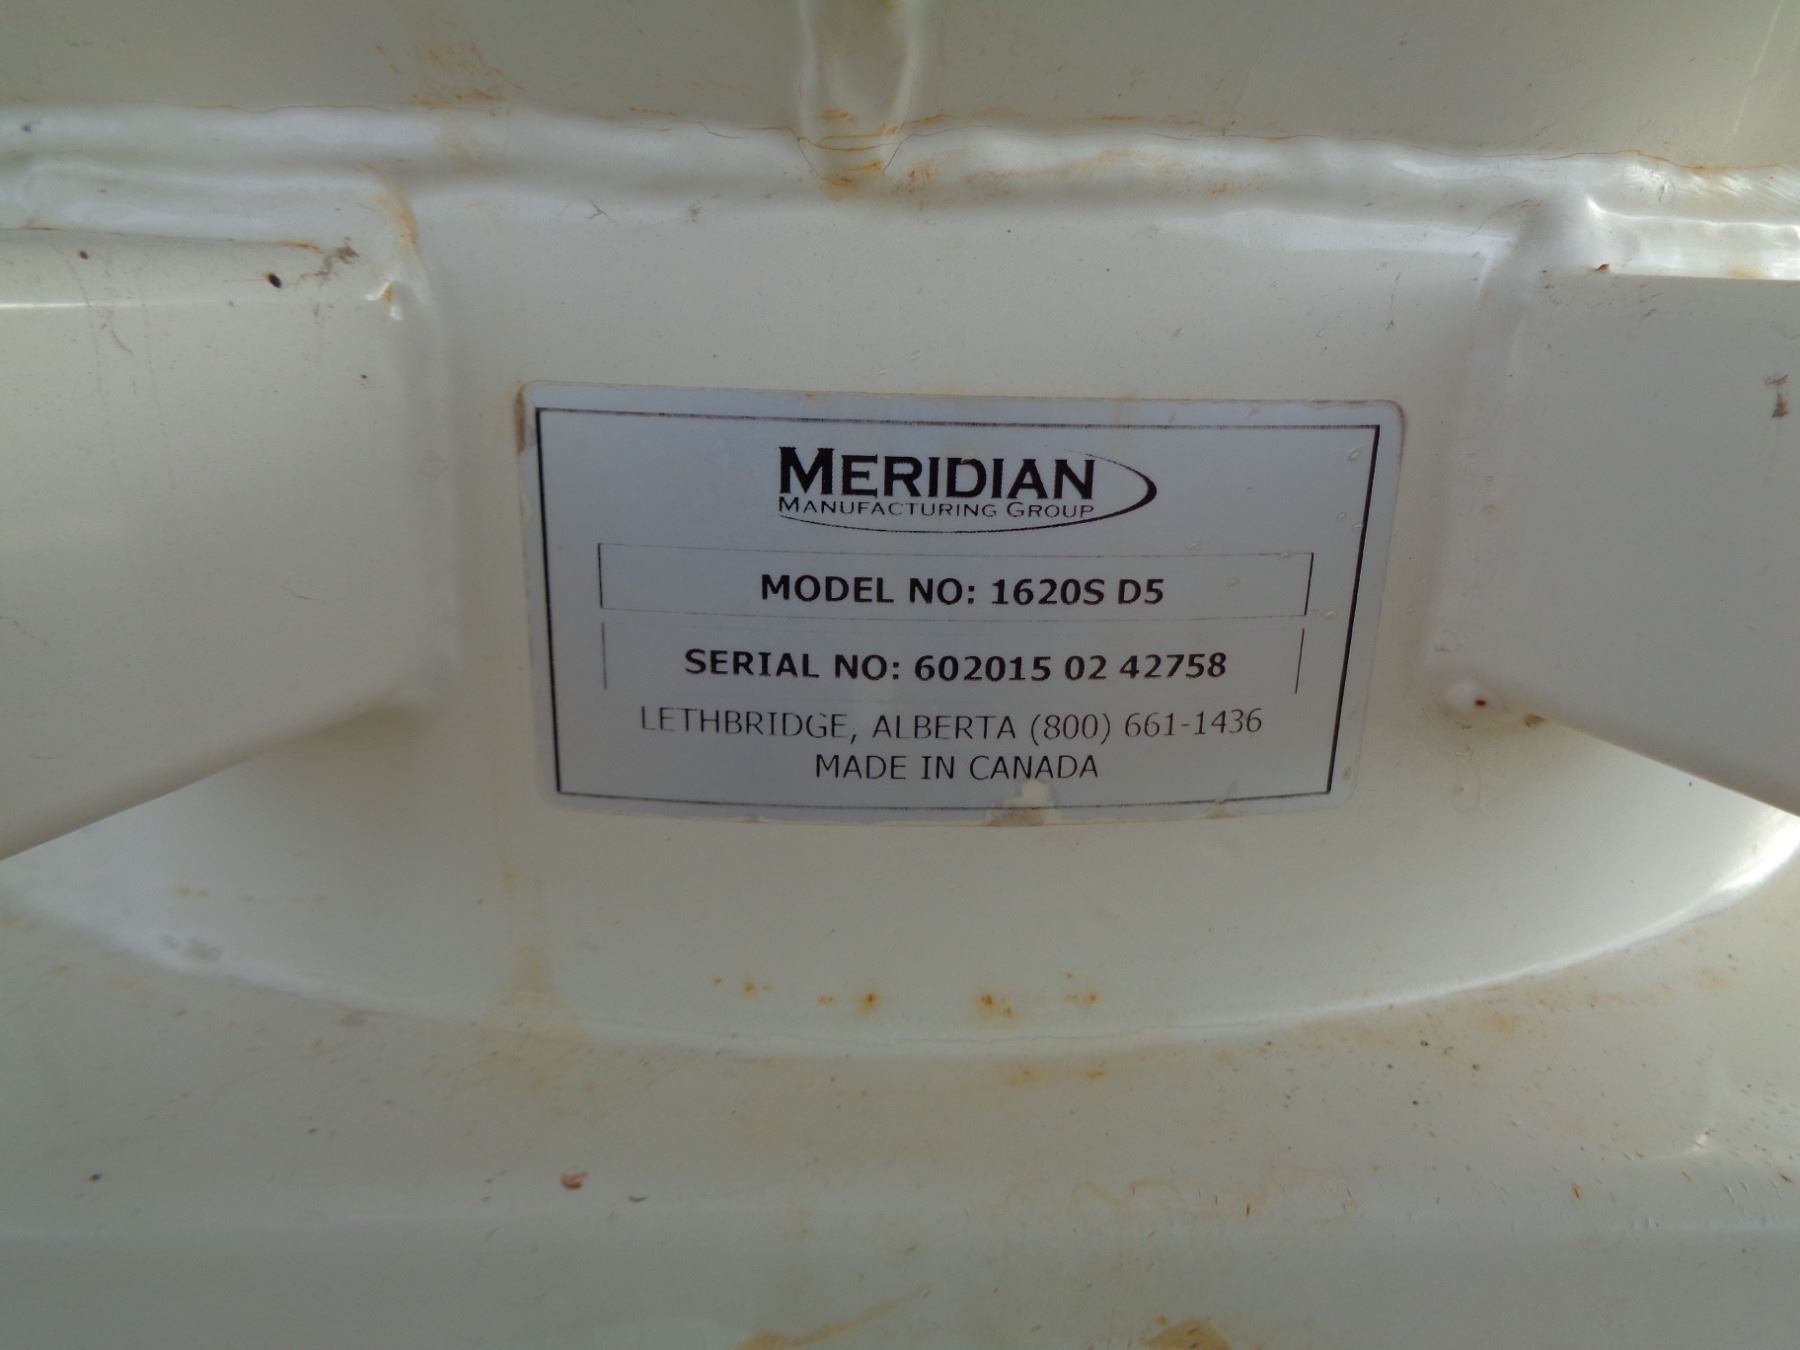 MERIDIAN
MANUFACTURING GROUP
MODEL NO: 1620S D5
SERIAL NO: 602015 02 42758
LETHBRIDGE, ALBERTA (800) 661-1436
MADE IN CANADA